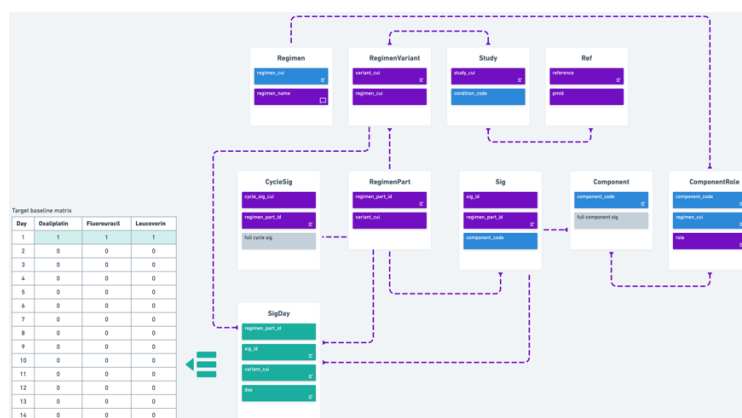 Regimen
regimen_cui
regimen_name
RegimenVariant
variant_cui
regimen_cui
Study
study_cui
condition_code
Ref
reference
pmid
CycleSig
cycle_sig_cui
regimen_part_id
full cycle sig
RegimenPart
regimen_part_id
variant_cui
Sig
sig_id
regimen_part_id
component_code
Component
component_code
full component sig
ComponentRole
component_code
regimen_cui
role
SigDay
regimen_part_id
sig_id
variant_cui
day
Target baseline matrix
Day Oxaliplatin Fluorouracil Leucoverin
1 1 1 1
2 0 0 0
3 0 0 0
4 0 0 0
5 0 0 0
6 0 0 0
7 0 0 0
8 0 0 0
9 0 0 0
10 0 0 0
11 0 0 0
12 0 0 0
13 0 0 0
14 0 0 0